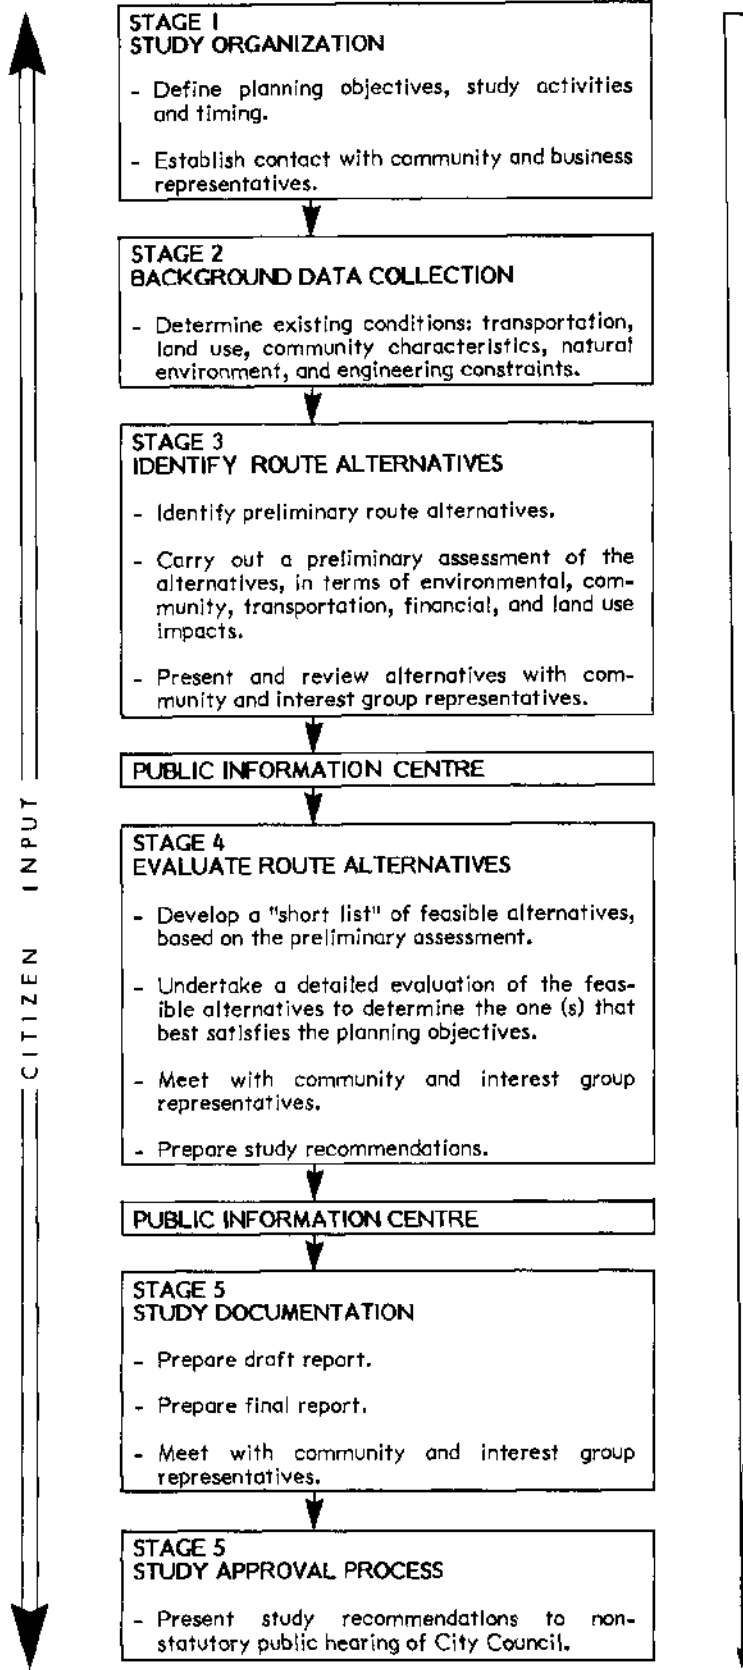 STAGE 1
STUDY ORGANIZATION
- Define planning objectives, study activities
and timing.
- Establish contact with community and business
representatives.
STAGE 2
BACKGROUND DATA COLLECTION
- Determine existing conditions: transportation,
land use, community characteristics, natural
environment, and engineering constraints.
STAGE 3
IDENTIFY ROUTE ALTERNATIVES
- Identify preliminary route alternatives.
- Carry out a preliminary assessment of the
alternatives, in terms of environmental, com-
munity, transportation, financial, and land use
impacts.
- Present and review alternatives with com-
munity and interest group representatives.
PUBLIC INFORMATION CENTRE
STAGE 4
EVALUATE ROUTE ALTERNATIVES
- Develop a "short list" of feasible alternatives,
based on the preliminary assessment.
- Undertake a detailed evaluation of the feas-
ible alternatives to determine the one (s) that
best satisfies the planning objectives.
- Meet with community and interest group
representatives.
- Prepare study recommendations.
PUBLIC INFORMATION CENTRE
STAGE 5
STUDY DOCUMENTATION
- Prepare draft report.
- Prepare final report.
- Meet with community and interest group
representatives.
STAGE 5
STUDY APPROVAL PROCESS
- Present study recommendations to non-
statutory public hearing of City Council.
CITIZEN INPUT